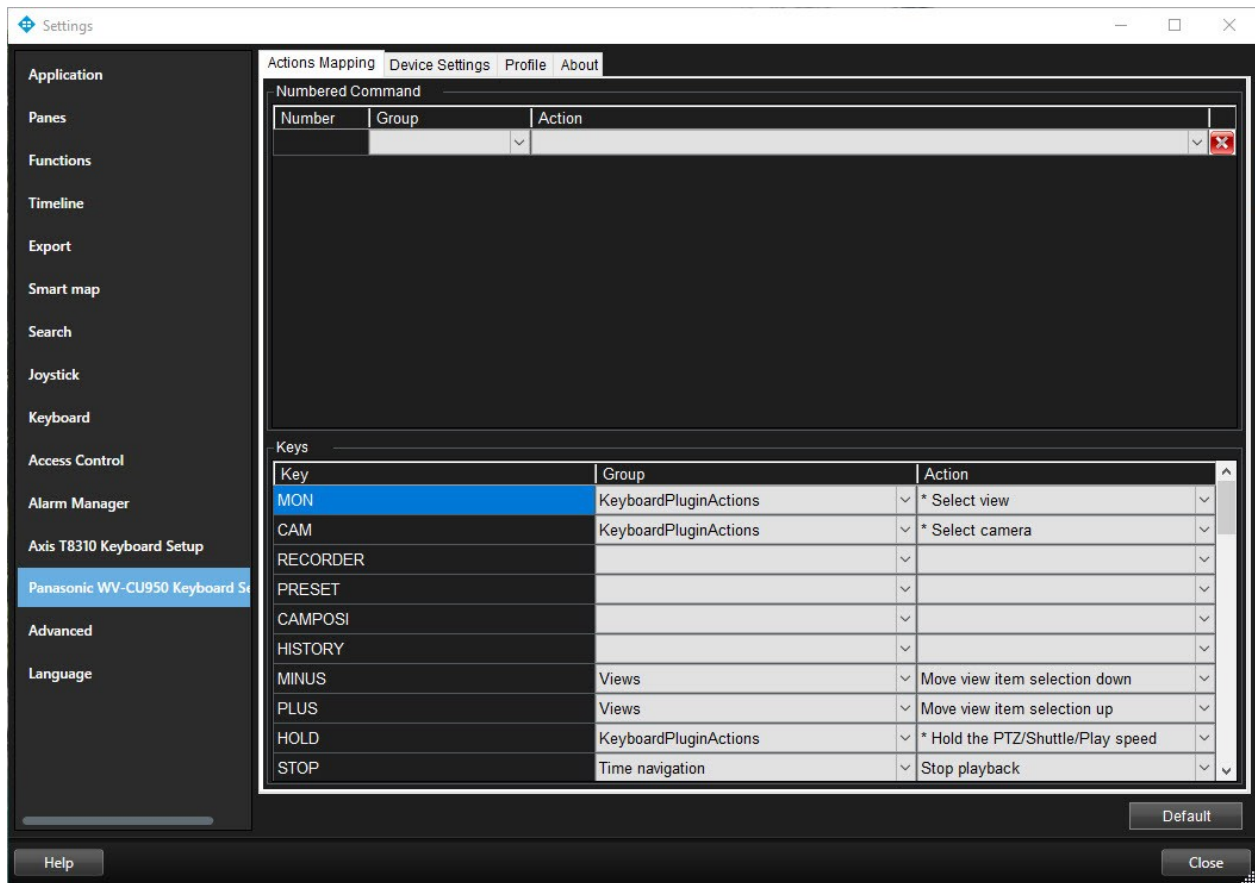 Settings
Application
Panes
Functions
Timeline
Export
Smart map
Search
Joystick
Keyboard
Access Control
Alarm Manager
Axis T8310 Keyboard Setup
Panasonic WV-CU950 Keyboard Se
Advanced
Language
Actions Mapping Device Settings Profile About
Numbered Command
Number Group Action
Keys
Key Group Action
MON KeyboardPluginActions * Select view
CAM KeyboardPluginActions * Select camera
RECORDER
PRESET
CAMPOSI
HISTORY
MINUS Views Move view item selection down
PLUS Views Move view item selection up
HOLD KeyboardPluginActions * Hold the PTZ/Shuttle/Play speed
STOP Time navigation Stop playback
Default
Help Close